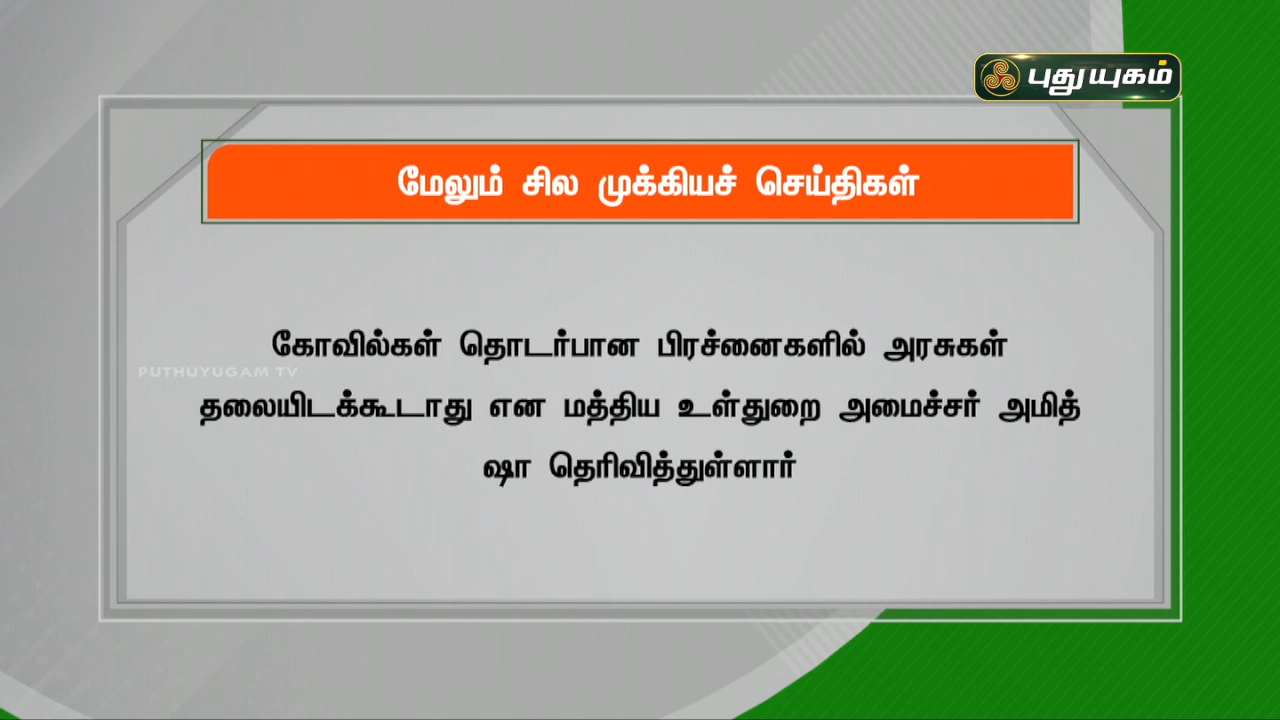 புதுயுகம்
மேலும் சில முக்கியச் செய்திகள்
கோவில்கள் தொடர்பான பிரச்னைகளில் அரசுகள்
PUTHUYUGAM TV
தலையிடக்கூடாது என மத்திய உள்துறை அமைச்சர் அமித்
ஷா தெரிவித்துள்ளார்